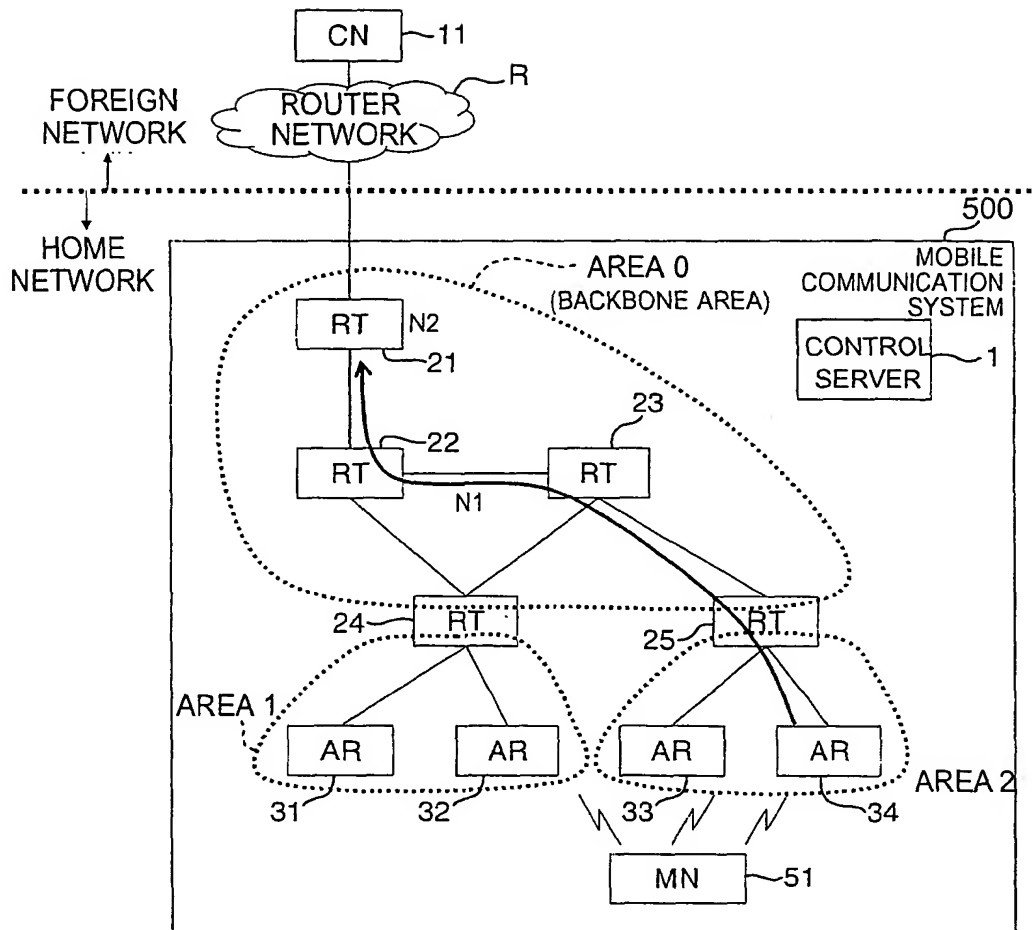 CN
11
R
FOREIGN
NETWORK
ROUTER
NETWORK
500
HOME
NETWORK
AREA 0
(BACKBONE AREA)
MOBILE
COMMUNICATION
SYSTEM
RT
N2
21
CONTROL
SERVER
1
23
22
RT
RT
N1
24
RT
25
RT
AREA 1
AR
AR
AR
AR
AREA 2
31
32
33
34
MN
51